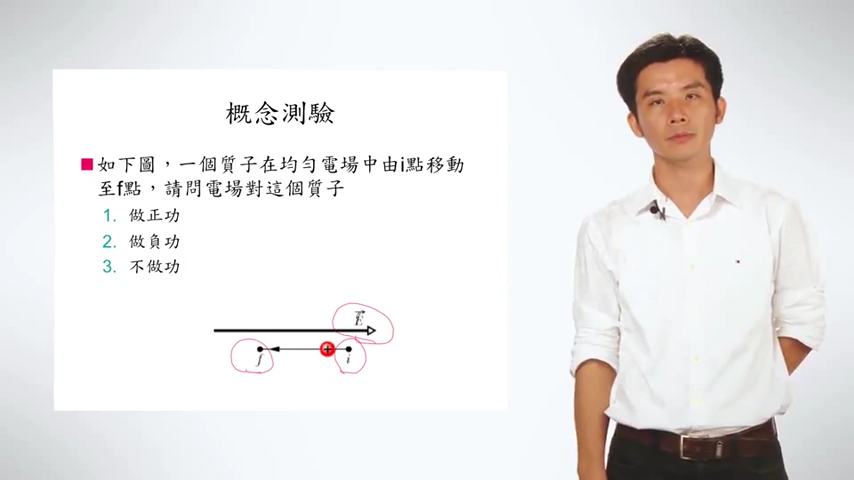 概念測驗
如下圖，一個質子在均勻電場中由i點移動
至f點，請問電場對這個質子
1. 做正功
2. 做負功
3. 不做功
E
+
f i